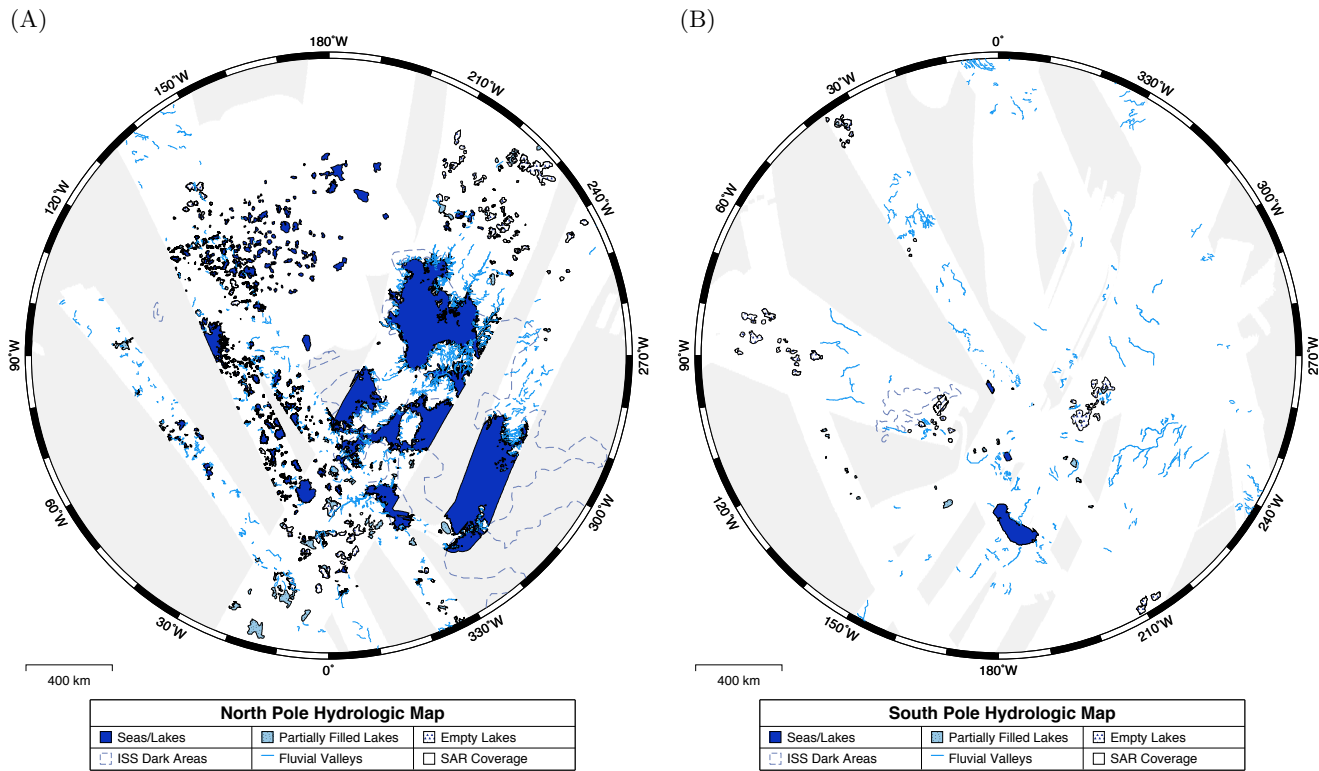 (A)
180°W
150°W
210°W
120°W
240°W
90°W
270°W
60°W
300°W
30°W
330°W
0°
400 km
North Pole Hydrologic Map
Seas/Lakes
Partially Filled Lakes
Empty Lakes
ISS Dark Areas
Fluvial Valleys
SAR Coverage
(B)
0°
30°W
330°W
60°W
300°W
90°W
270°W
120°W
240°W
150°W
210°W
180°W
400 km
South Pole Hydrologic Map
Seas/Lakes
Partially Filled Lakes
Empty Lakes
ISS Dark Areas
Fluvial Valleys
SAR Coverage